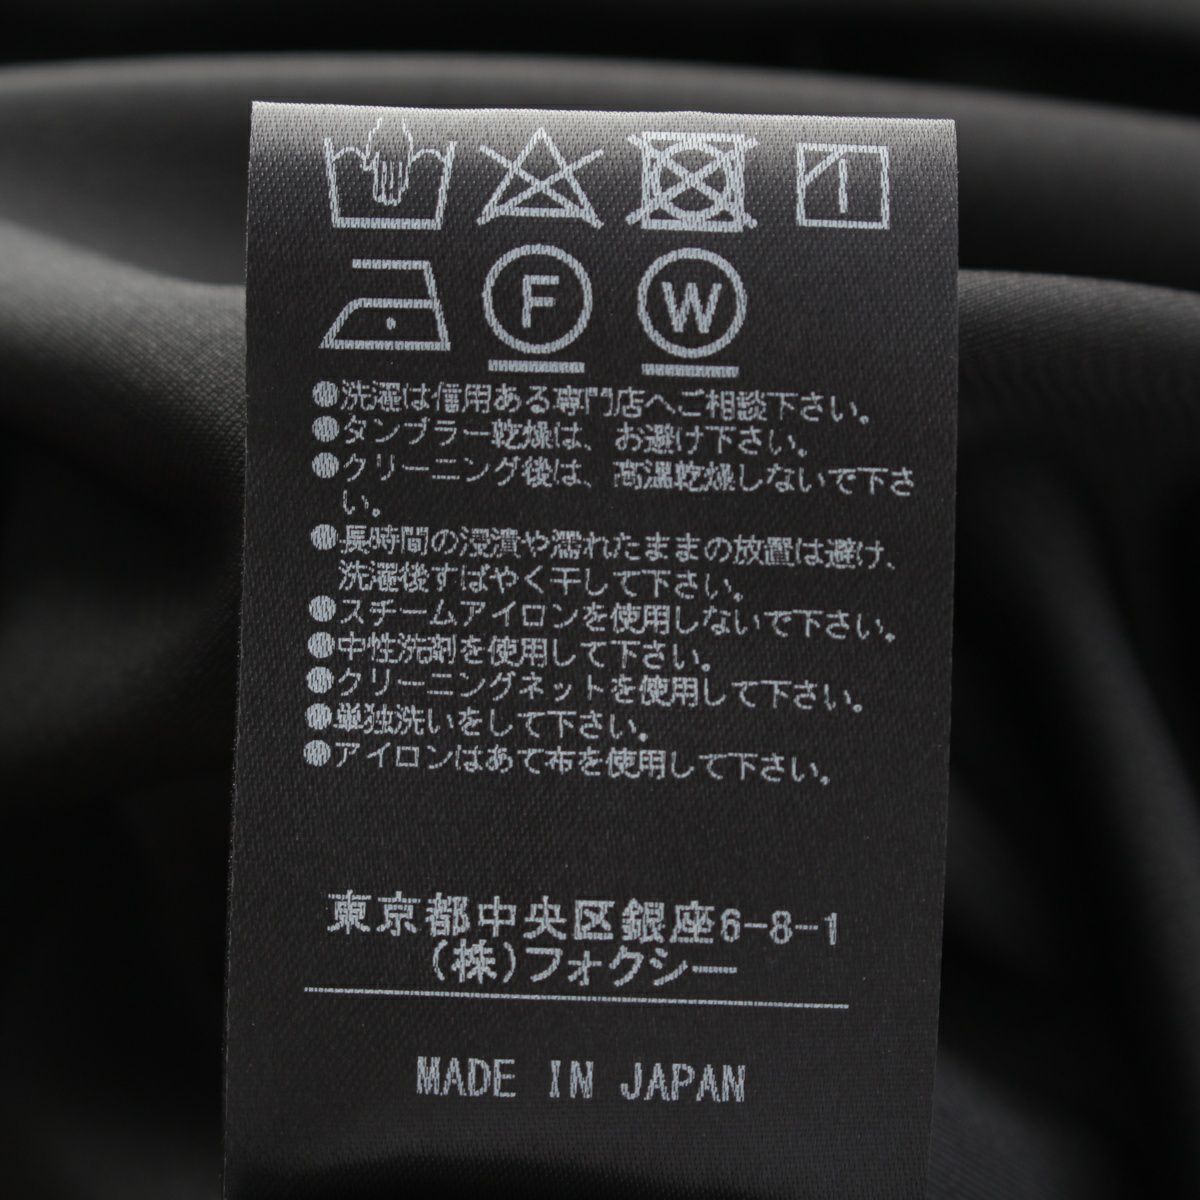 F W
●洗濯は信用ある専門店へご相談下さい。
●タンブラー乾燥は、お避け下さい。
●クリーニング後は、高温乾燥しないで下さ
い。
●長時間の浸漬や濡れたままの放置は避け、
洗濯後すばやく干して下さい。
●スチームアイロンを使用しないで下さい。
●中性洗剤を使用して下さい。
●クリーニングネットを使用して下さい。
●単独洗いをして下さい。
●アイロンはあて布を使用して下さい。
東京都中央区銀座6-8-1
(株)フォクシー
MADE IN JAPAN